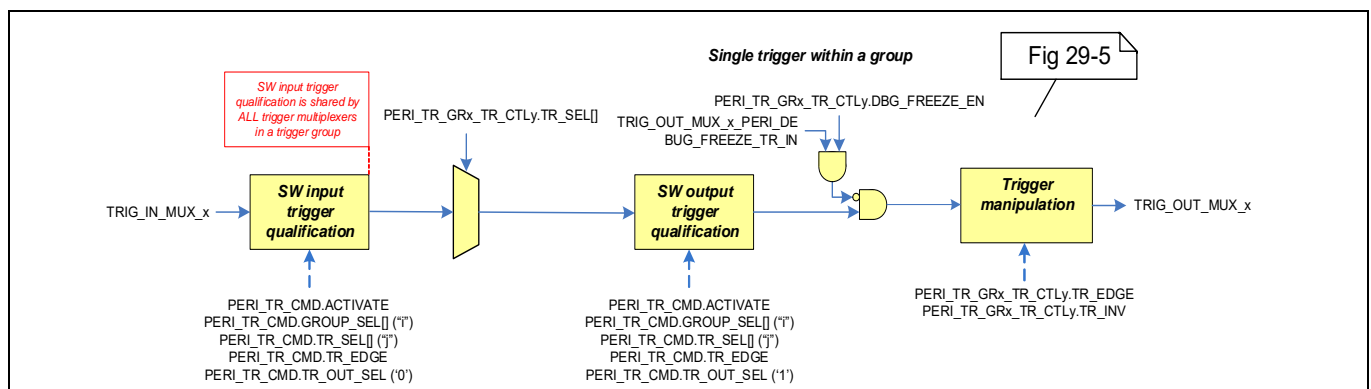 Single trigger within a group
Fig 29-5
SW input trigger
qualification is shared by
ALL trigger multiplexers
in a trigger group
PERI_TR_GRx_TR_CTLy.TR_SEL[]
PERI_TR_GRx_TR_CTLy.DBG_FREEZE_EN
TRIG_OUT_MUX_x_PERI_DE
BUG_FREEZE_TR_IN
TRIG_IN_MUX_x
SW input
trigger
qualification
SW output
trigger
qualification
Trigger
manipulation
TRIG_OUT_MUX_x
PERI_TR_CMD.ACTIVATE
PERI_TR_CMD.GROUP_SEL[] (“i”)
PERI_TR_CMD.TR_SEL[] (“j”)
PERI_TR_CMD.TR_EDGE
PERI_TR_CMD.TR_OUT_SEL (‘0’)
PERI_TR_CMD.ACTIVATE
PERI_TR_CMD.GROUP_SEL[] (“i”)
PERI_TR_CMD.TR_SEL[] (“j”)
PERI_TR_CMD.TR_EDGE
PERI_TR_CMD.TR_OUT_SEL (‘1’)
PERI_TR_GRx_TR_CTLy.TR_EDGE
PERI_TR_GRx_TR_CTLy.TR_INV